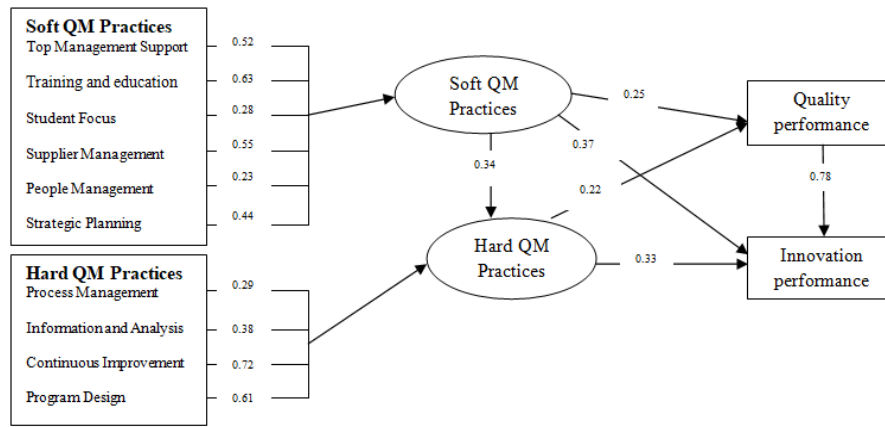 Soft QM Practices
Top Management Support 0.52
Training and education 0.63
Student Focus 0.28
Supplier Management 0.55
People Management 0.23
Strategic Planning 0.44
Hard QM Practices
Process Management 0.29
Information and Analysis 0.38
Continuous Improvement 0.72
Program Design 0.61
Soft QM
Practices
0.25
0.37
0.34
0.22
Hard QM
Practices
0.33
Quality
performance
0.78
Innovation
performance